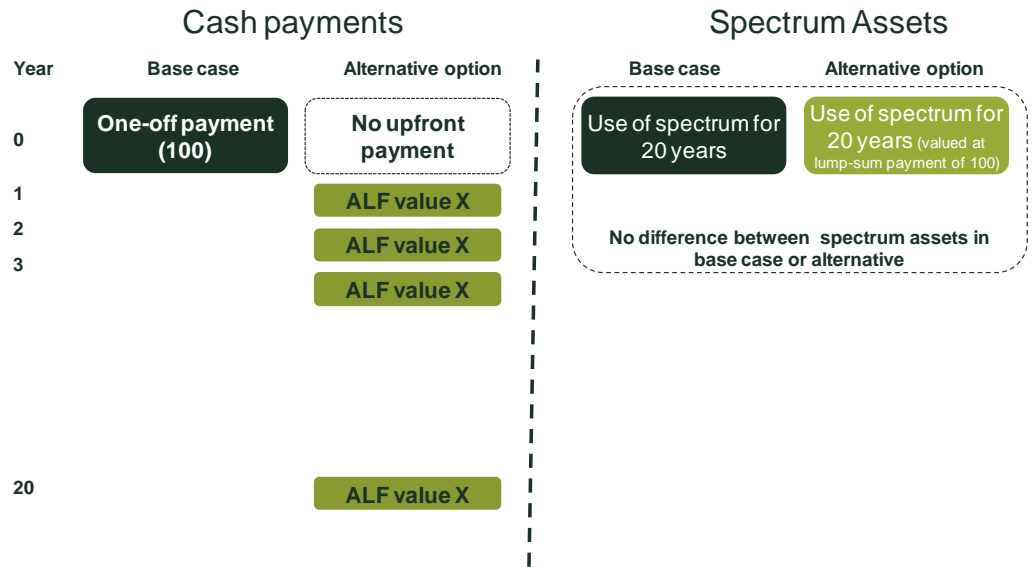 Cash payments
Spectrum Assets
Year
Base case
Alternative option
Base case
Alternative option
0
One-off payment
(100)
No upfront
payment
Use of spectrum for
20 years
Use of spectrum for
20 years (valued at
lump-sum payment of 100)
1
ALF value X
2
ALF value X
3
ALF value X
No difference between spectrum assets in
base case or alternative
20
ALF value X